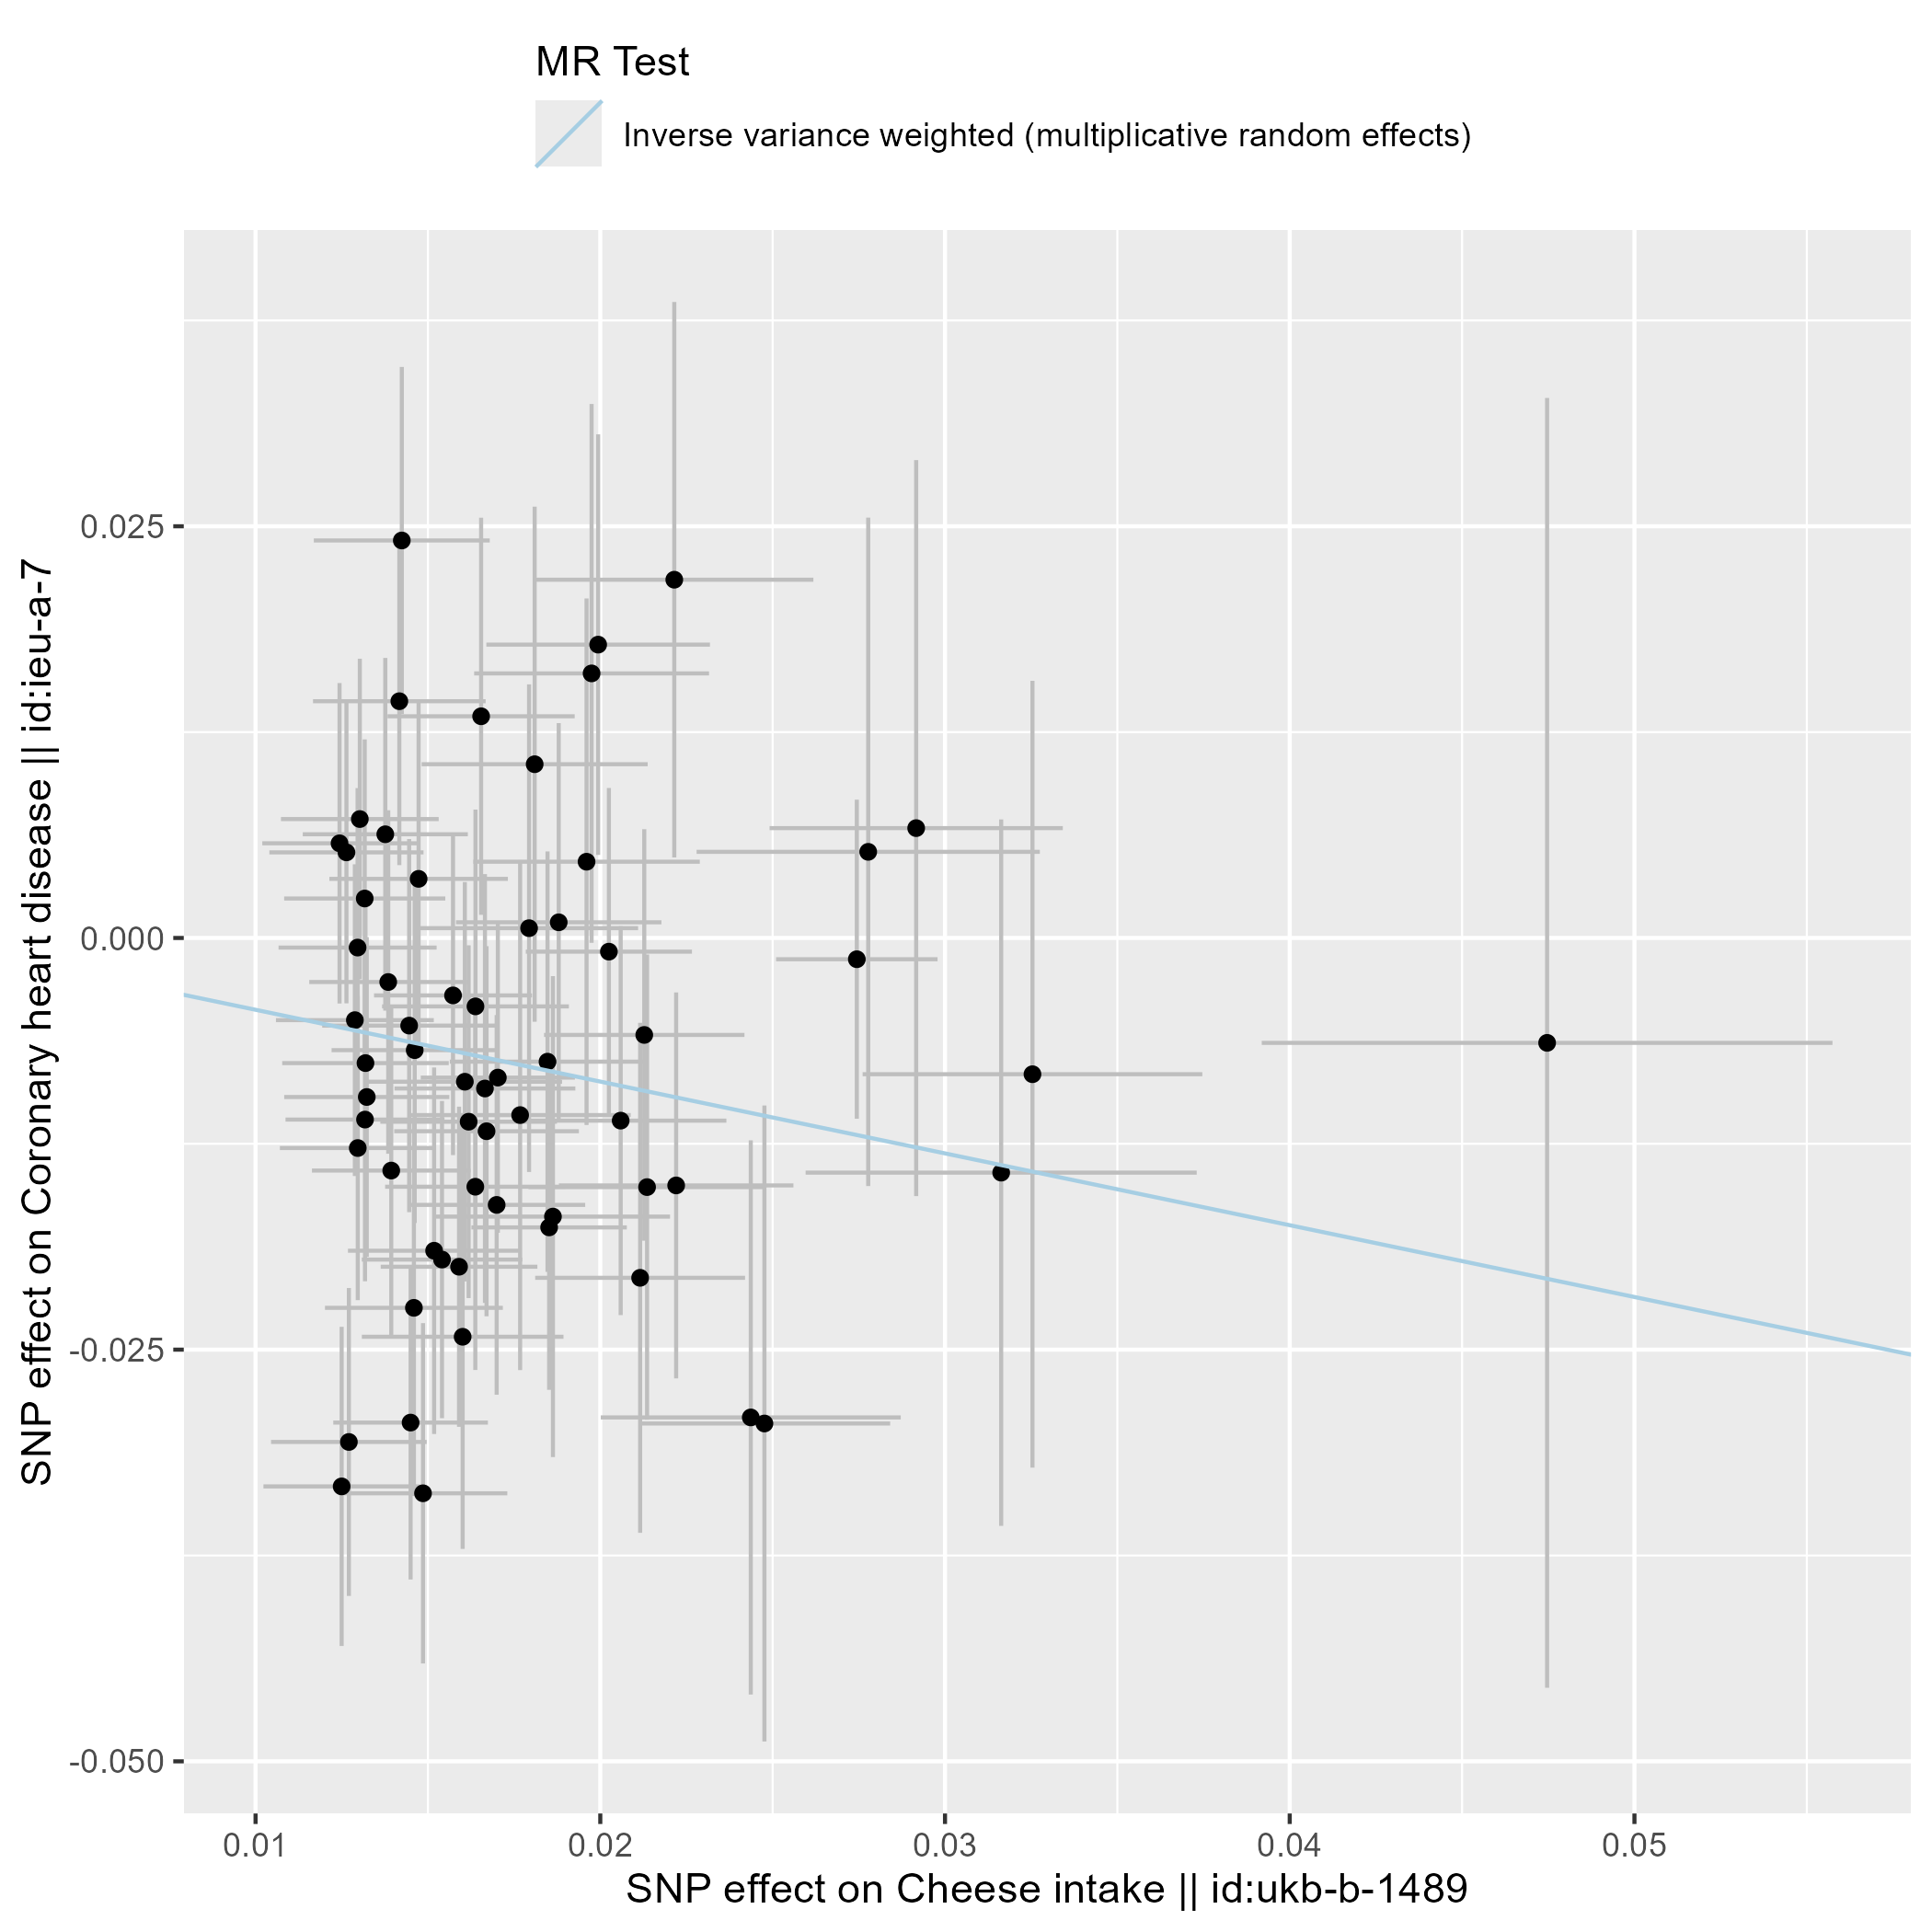 MR Test
Inverse variance weighted (multiplicative random effects)
SNP effect on Coronary heart disease || id:ieu-a-7
0.025
0.000
-0.025
-0.050
0.01 0.02 0.03 0.04 0.05
SNP effect on Cheese intake || id:ukb-b-1489